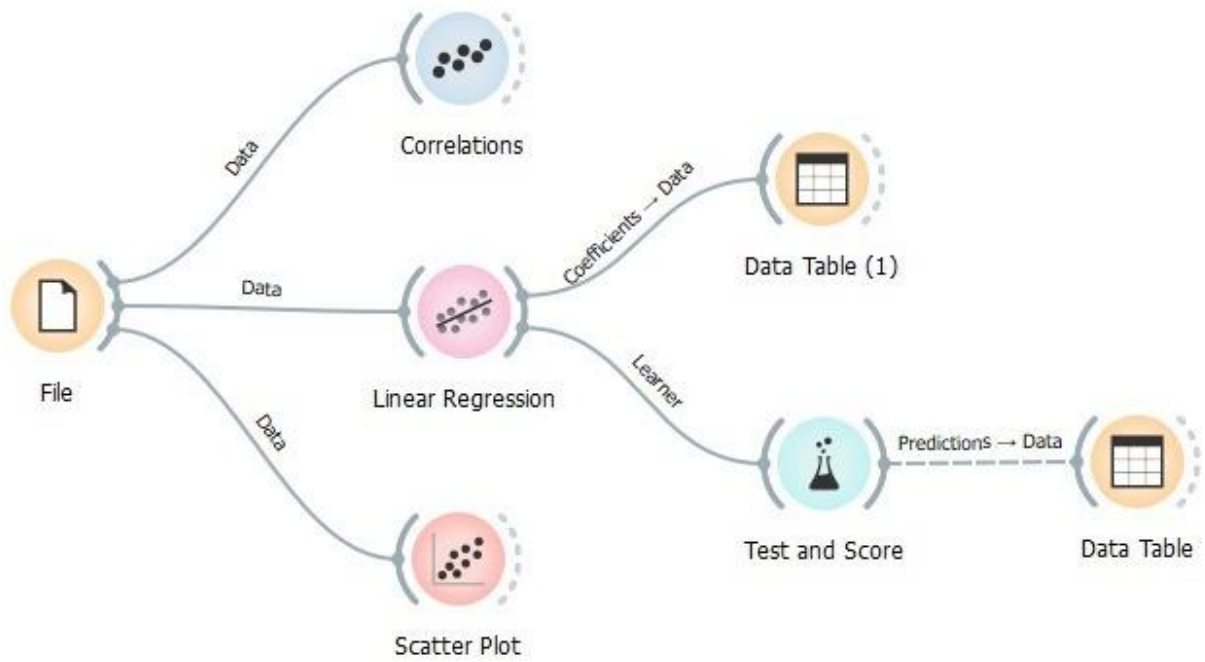 Correlations
Data
Coefficients → Data
Data Table (1)
Data
File
Linear Regression
Learner
Data
Predictions → Data
Test and Score
Data Table
Scatter Plot